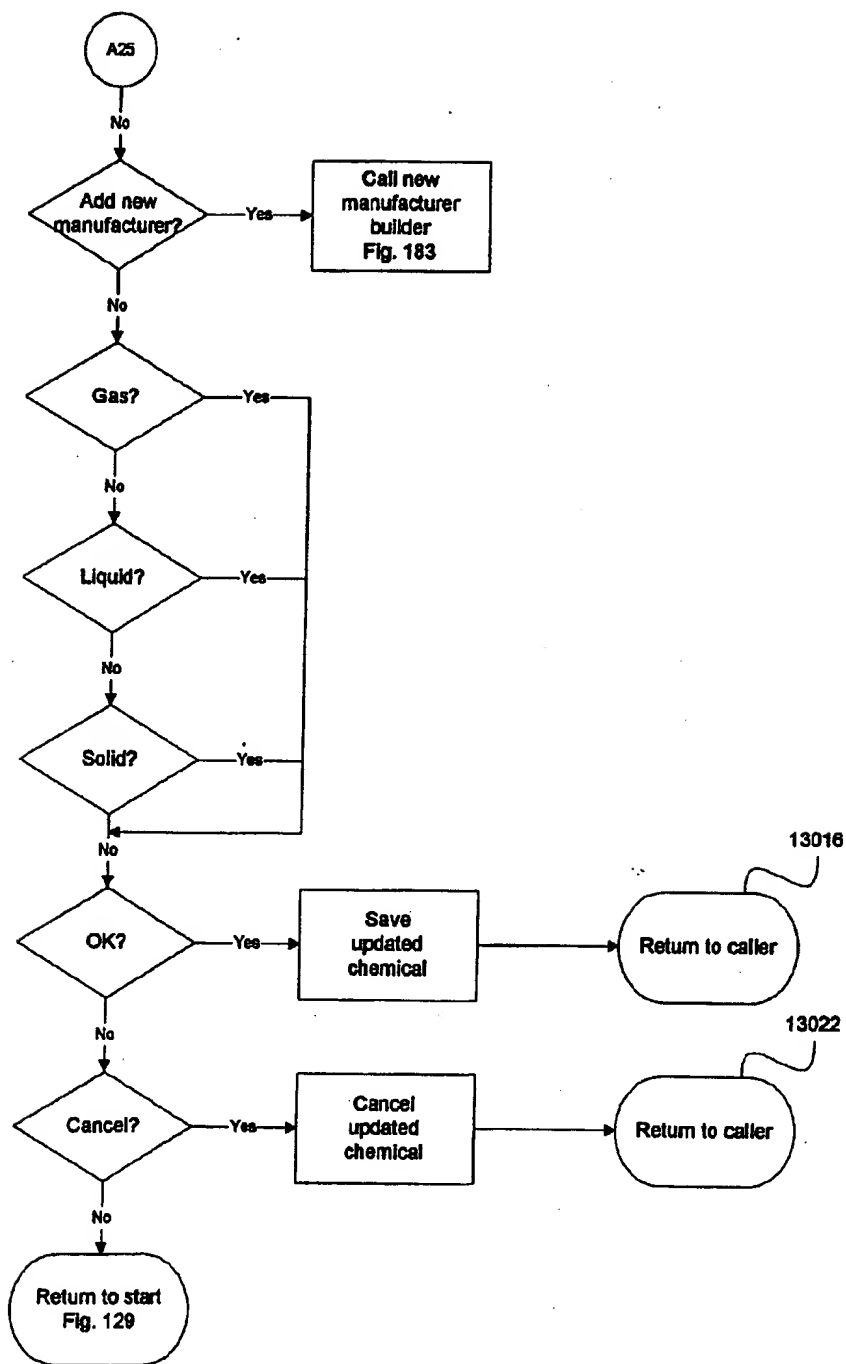 A25
No
Add new
manufacturer?
Yes
Call new
manufacturer
builder
Fig. 183
No
Gas?
Yes
No
Liquid?
Yes
No
Solid?
Yes
No
13016
OK?
Yes
Save
updated
chemical
Return to caller
No
13022
Cancel?
Yes
Cancel
updated
chemical
Return to caller
No
Return to start
Fig. 129